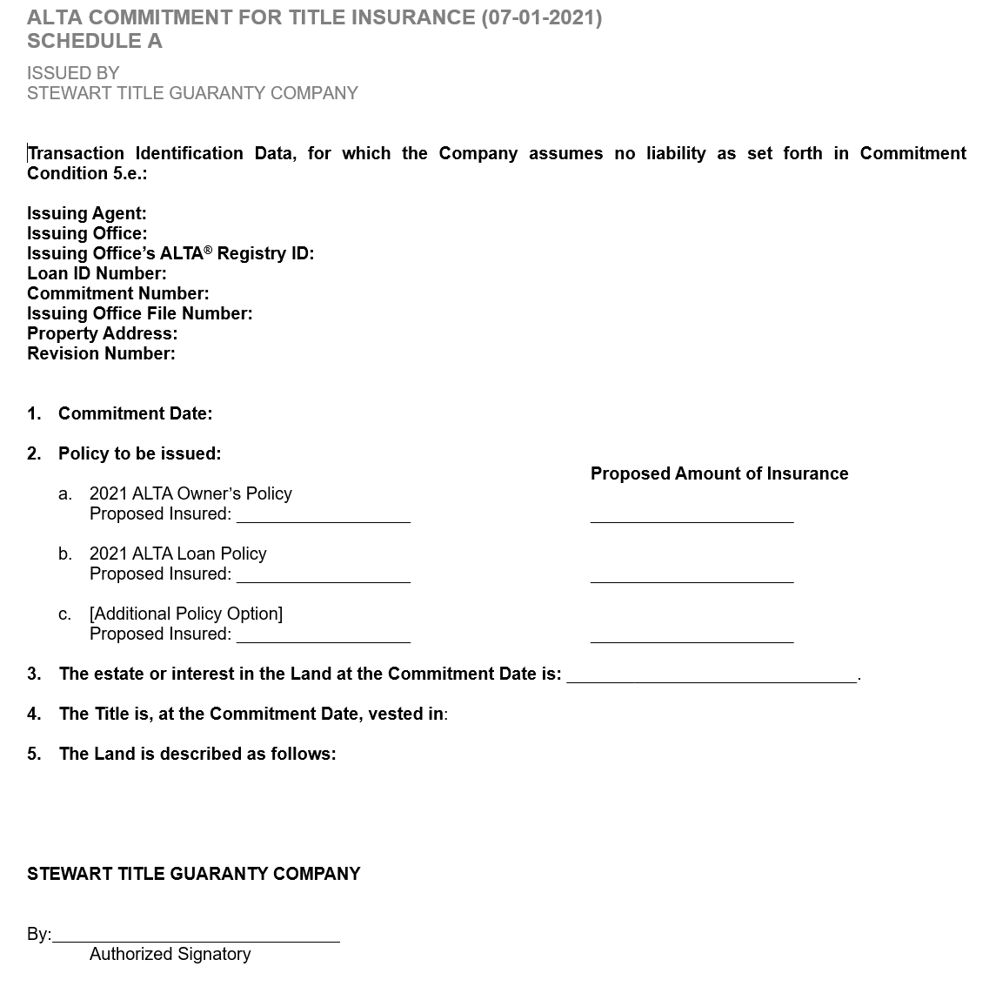 ALTA COMMITMENT FOR TITLE INSURANCE (07-01-2021)
SCHEDULE A
ISSUED BY
STEWART TITLE GUARANTY COMPANY
Transaction Identification Data, for which the Company assumes no liability as set forth in Commitment
Condition 5.e.:
Issuing Agent:
Issuing Office:
Issuing Office’s ALTA® Registry ID:
Loan ID Number:
Commitment Number:
Issuing Office File Number:
Property Address:
Revision Number:
1. Commitment Date:
2. Policy to be issued:
Proposed Amount of Insurance
a. 2021 ALTA Owner’s Policy
Proposed Insured: __________________ _____________________
b. 2021 ALTA Loan Policy
Proposed Insured: __________________ _____________________
c. [Additional Policy Option]
Proposed Insured: __________________ _____________________
3. The estate or interest in the Land at the Commitment Date is: ______________________________.
4. The Title is, at the Commitment Date, vested in:
5. The Land is described as follows:
STEWART TITLE GUARANTY COMPANY
By:______________________________
Authorized Signatory